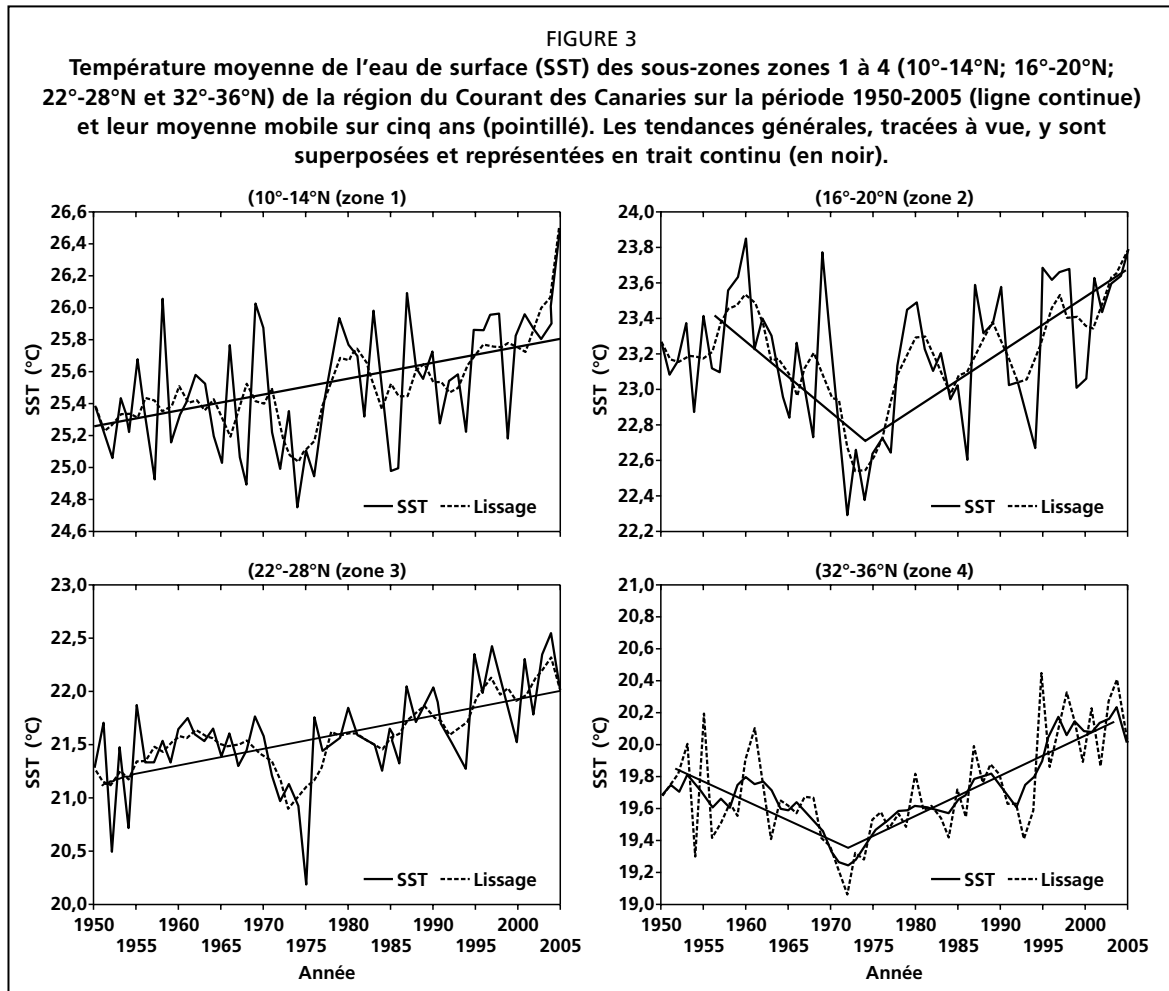 FIGURE 3
Température moyenne de l'eau de surface (SST) des sous-zones zones 1 à 4 (10°-14°N; 16°-20°N;
22°-28°N et 32°-36°N) de la région du Courant des Canaries sur la période 1950-2005 (ligne continue)
et leur moyenne mobile sur cinq ans (pointillé). Les tendances générales, tracées à vue, y sont
superposées et représentées en trait continu (en noir).
(10°-14°N (zone 1)
SST (°C)
26,6
26,4
26,2
26,0
25,8
25,6
25,4
25,2
25,0
24,8
24,6
SST
Lissage
(16°-20°N (zone 2)
SST (°C)
24,0
23,8
23,6
23,4
23,2
23,0
22,8
22,6
22,4
22,2
SST
Lissage
1950 1960 1970 1980 1990 2000 2005
(22°-28°N (zone 3)
SST (°C)
23,0
22,5
22,0
21,5
21,0
20,5
20,0
SST
Lissage
1950 1960 1970 1980 1990 2000
1955 1965 1975 1985 1995 2005
Année
(32°-36°N (zone 4)
SST (°C)
21,0
20,8
20,6
20,4
20,2
20,0
19,8
19,6
19,4
19,2
19,0
SST
Lissage
1950 1960 1970 1980 1990 2000
1955 1965 1975 1985 1995 2005
Année